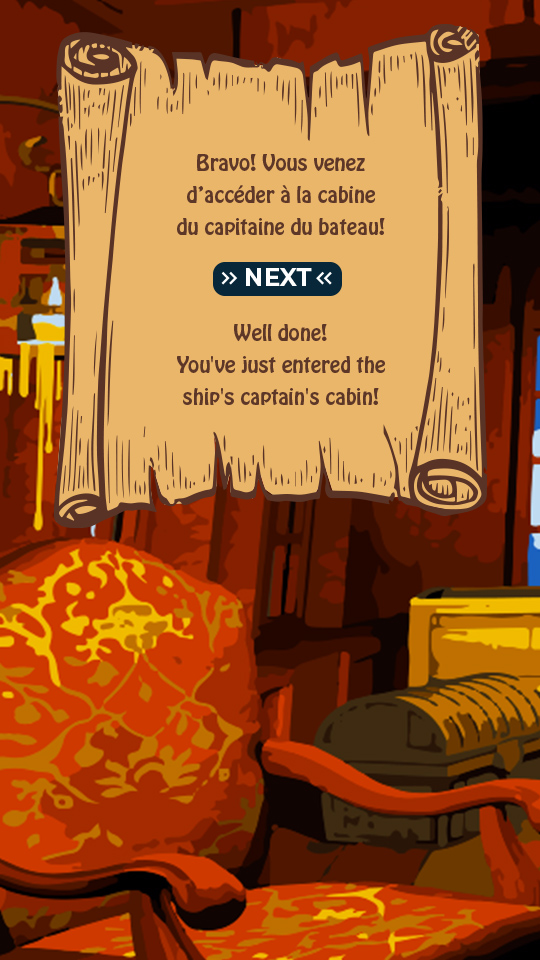 Bravo! Vous venez
d'accéder à la cabine
du capitaine du bateau!
» NEXT «
Well done!
You've just entered the
ship's captain's cabin!